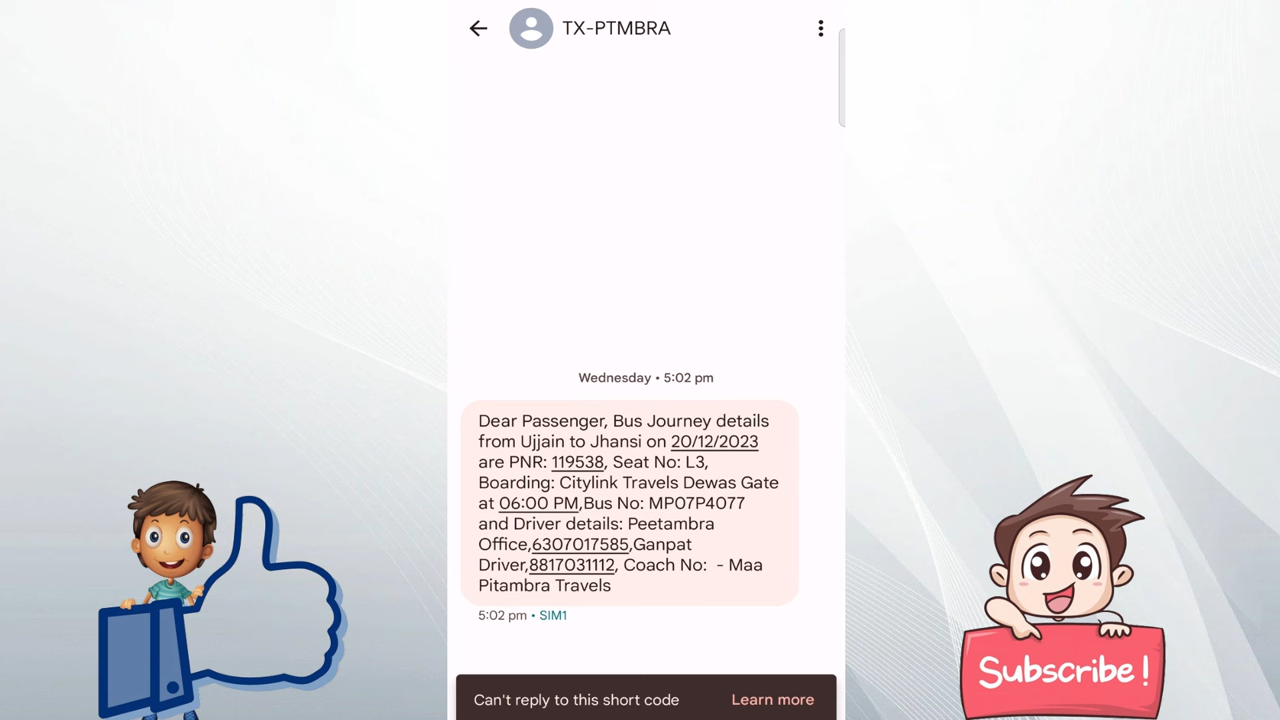 TX-PTMBRA
Wednesday • 5:02 pm
Dear Passenger, Bus Journey details
from Ujjain to Jhansi on 20/12/2023
are PNR: 119538, Seat No: L3,
Boarding: Citylink Travels Dewas Gate
at 06:00 PM,Bus No: MP07P4077
and Driver details: Peetambra
Office,6307017585,Ganpat
Driver,8817031112, Coach No:  - Maa
Pitambra Travels
5:02 pm • SIM1
Can't reply to this short code
Learn more
Subscribe!